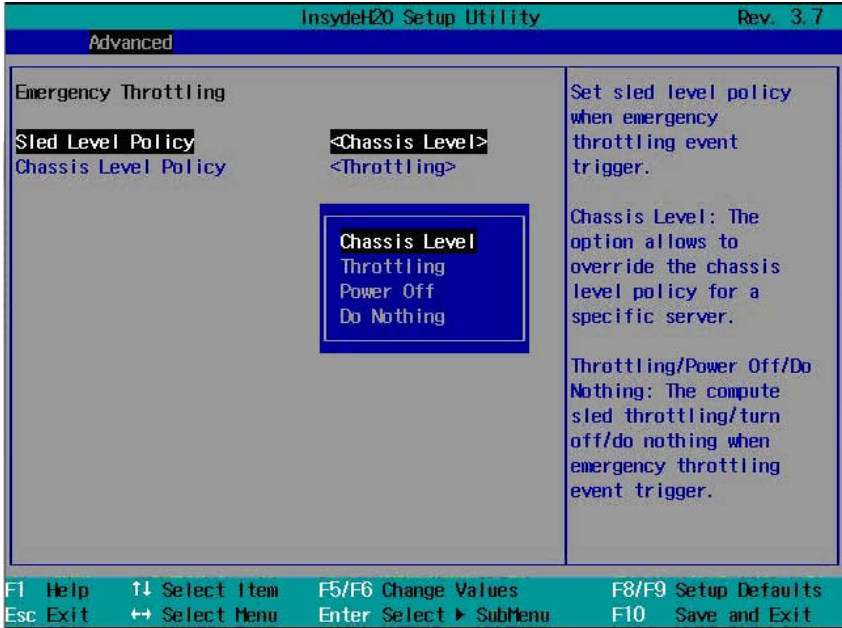 InsydeH2O Setup Utility Rev. 3.7
Advanced
Emergency Throttling
Sled Level Policy <Chassis Level>
Chassis Level Policy <Throttling>
Chassis Level
Throttling
Power Off
Do Nothing
Set sled level policy
when emergency
throttling event
trigger.
Chassis Level: The
option allows to
override the chassis
level policy for a
specific server.
Throttling/Power Off/Do
Nothing: The compute
sled throttling/turn
off/do nothing when
emergency throttling
event trigger.
F1 Help ↑↓ Select Item F5/F6 Change Values F8/F9 Setup Defaults
Esc Exit ↔ Select Menu Enter Select ▶ SubMenu F10 Save and Exit